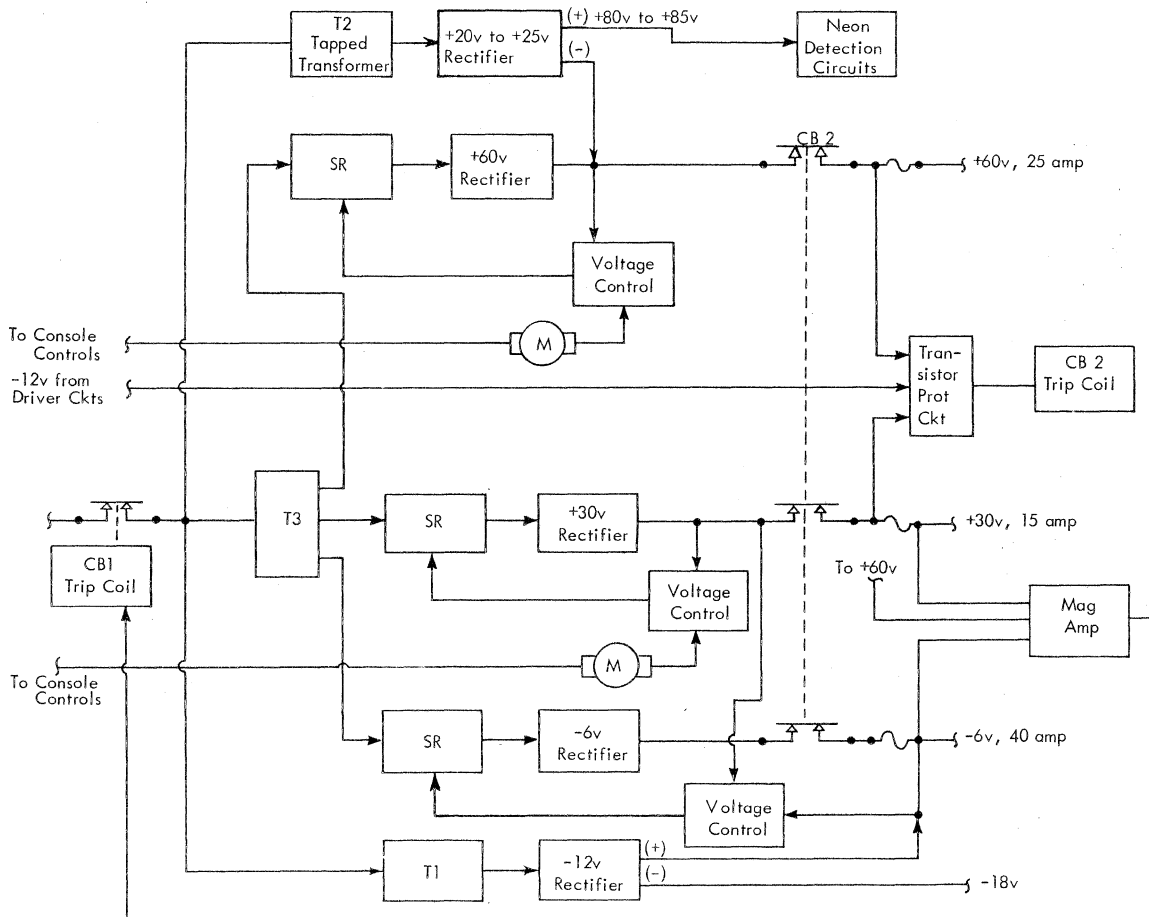 T2
Tapped
Transformer
+20v to +25v
Rectifier
(+) +80v to +85v
(-)
Neon
Detection
Circuits
SR
+60v
Rectifier
CB 2
+60v, 25 amp
Voltage
Control
To Console
Controls
M
-12v from
Driver Ckts
Tran-
sistor
Prot
Ckt
CB 2
Trip Coil
T3
SR
+30v
Rectifier
+30v, 15 amp
CB1
Trip Coil
Voltage
Control
To +60v
Mag
Amp
M
To Console
Controls
SR
-6v
Rectifier
-6v, 40 amp
Voltage
Control
T1
-12v
Rectifier
(+)
(-)
-18v